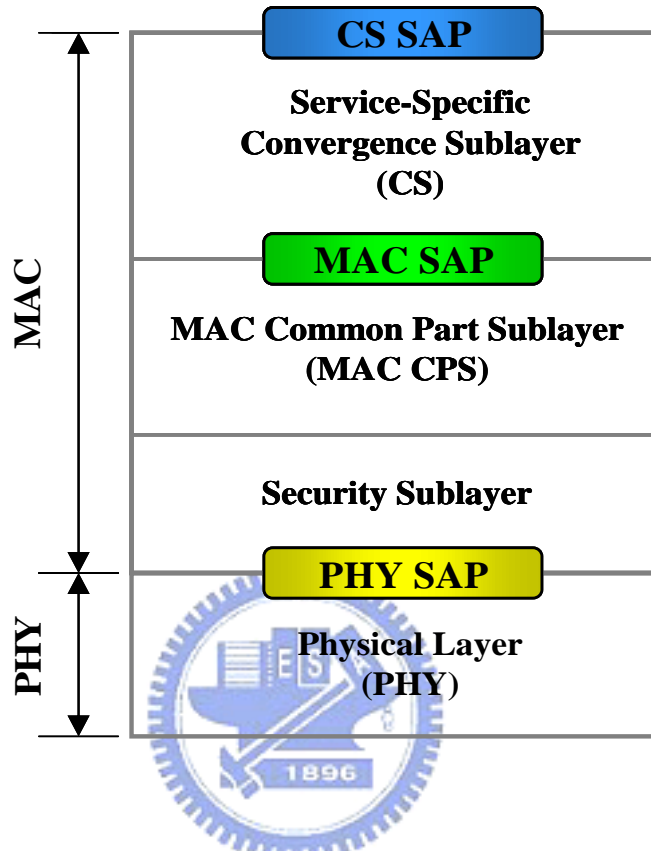 CS SAP
Service-Specific
Convergence Sublayer
(CS)
MAC
MAC SAP
MAC Common Part Sublayer
(MAC CPS)
Security Sublayer
PHY SAP
PHY
Physical Layer
(PHY)
E S
1896